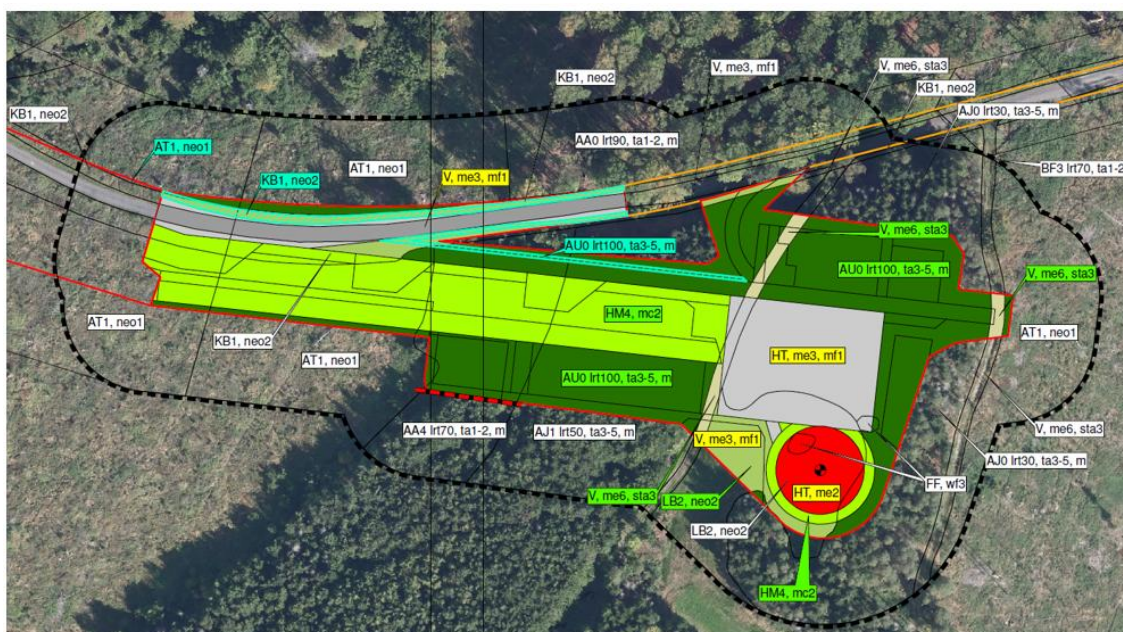 V, me3, mf1
V, me6, sta3
KB1, neo2
KB1, neo2
KB1, neo2
AJ0 lrt30, ta3-5, m
AT1, neo1
AA0 lrt90, ta1-2, m
AT1, neo1
BF3 lrt70, ta1-2
KB1, neo2
V, me3, mf1
V, me6, sta3
AU0 lrt100, ta3-5, m
AU0 lrt100, ta3-5, m
V, me6, sta3
HM4, mc2
AT1, neo1
AT1, neo1
KB1, neo2
HT, me3, mf1
AT1, neo1
AU0 lrt100, ta3-5, m
AA4 lrt70, ta1-2, m
AJ1 lrt50, ta3-5, m
V, me3, mf1
V, me6, sta3
AJ0 lrt30, ta3-5, m
FF, wf3
V, me6, sta3
LB2, neo2
HT, me2
LB2, neo2
HM4, mc2